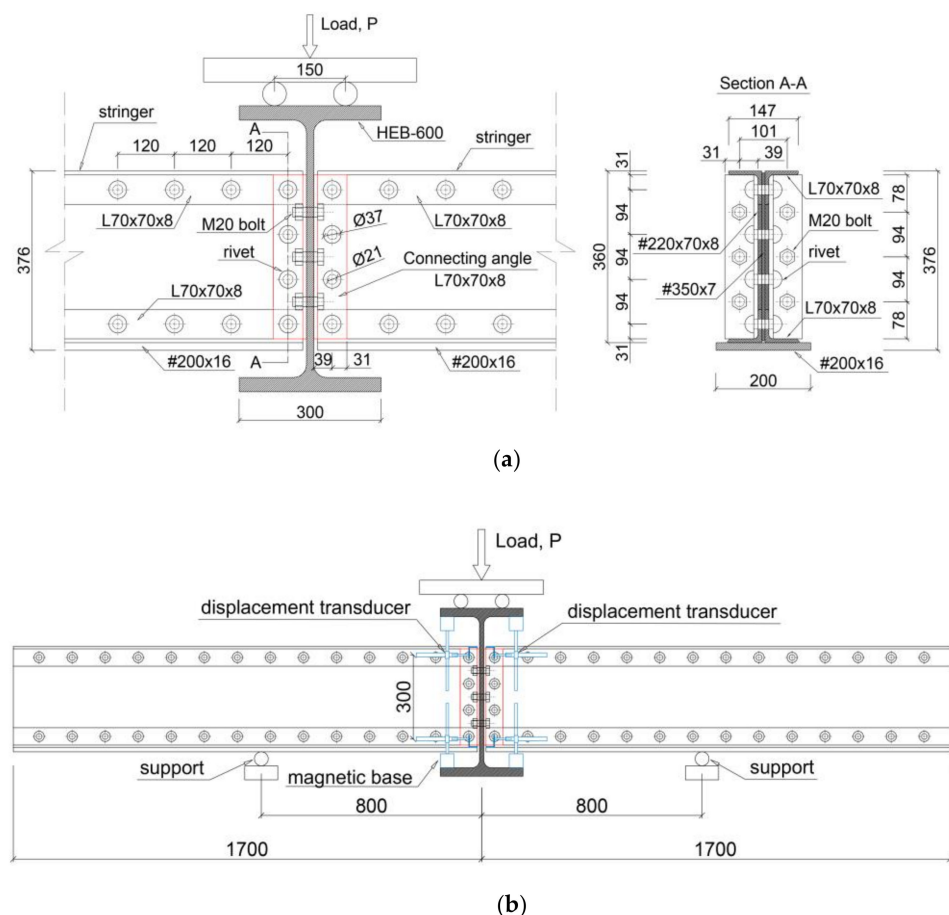 Load, P
150
Section A-A
stringer
A
HEB-600
stringer
147
101
120
120
120
31
39
31
L70x70x8
L70x70x8
L70x70x8
M20 bolt
Ø37
78
94
#220x70x8
M20 bolt
376
rivet
Ø21
94
94
rivet
360
94
376
Connecting angle
L70x70x8
#350x7
94
L70x70x8
94
L70x70x8
78
#200x16
A
39
31
#200x16
31
#200x16
300
200
(a)
Load, P
displacement transducer
displacement transducer
300
support
magnetic base
support
800
800
1700
1700
(b)